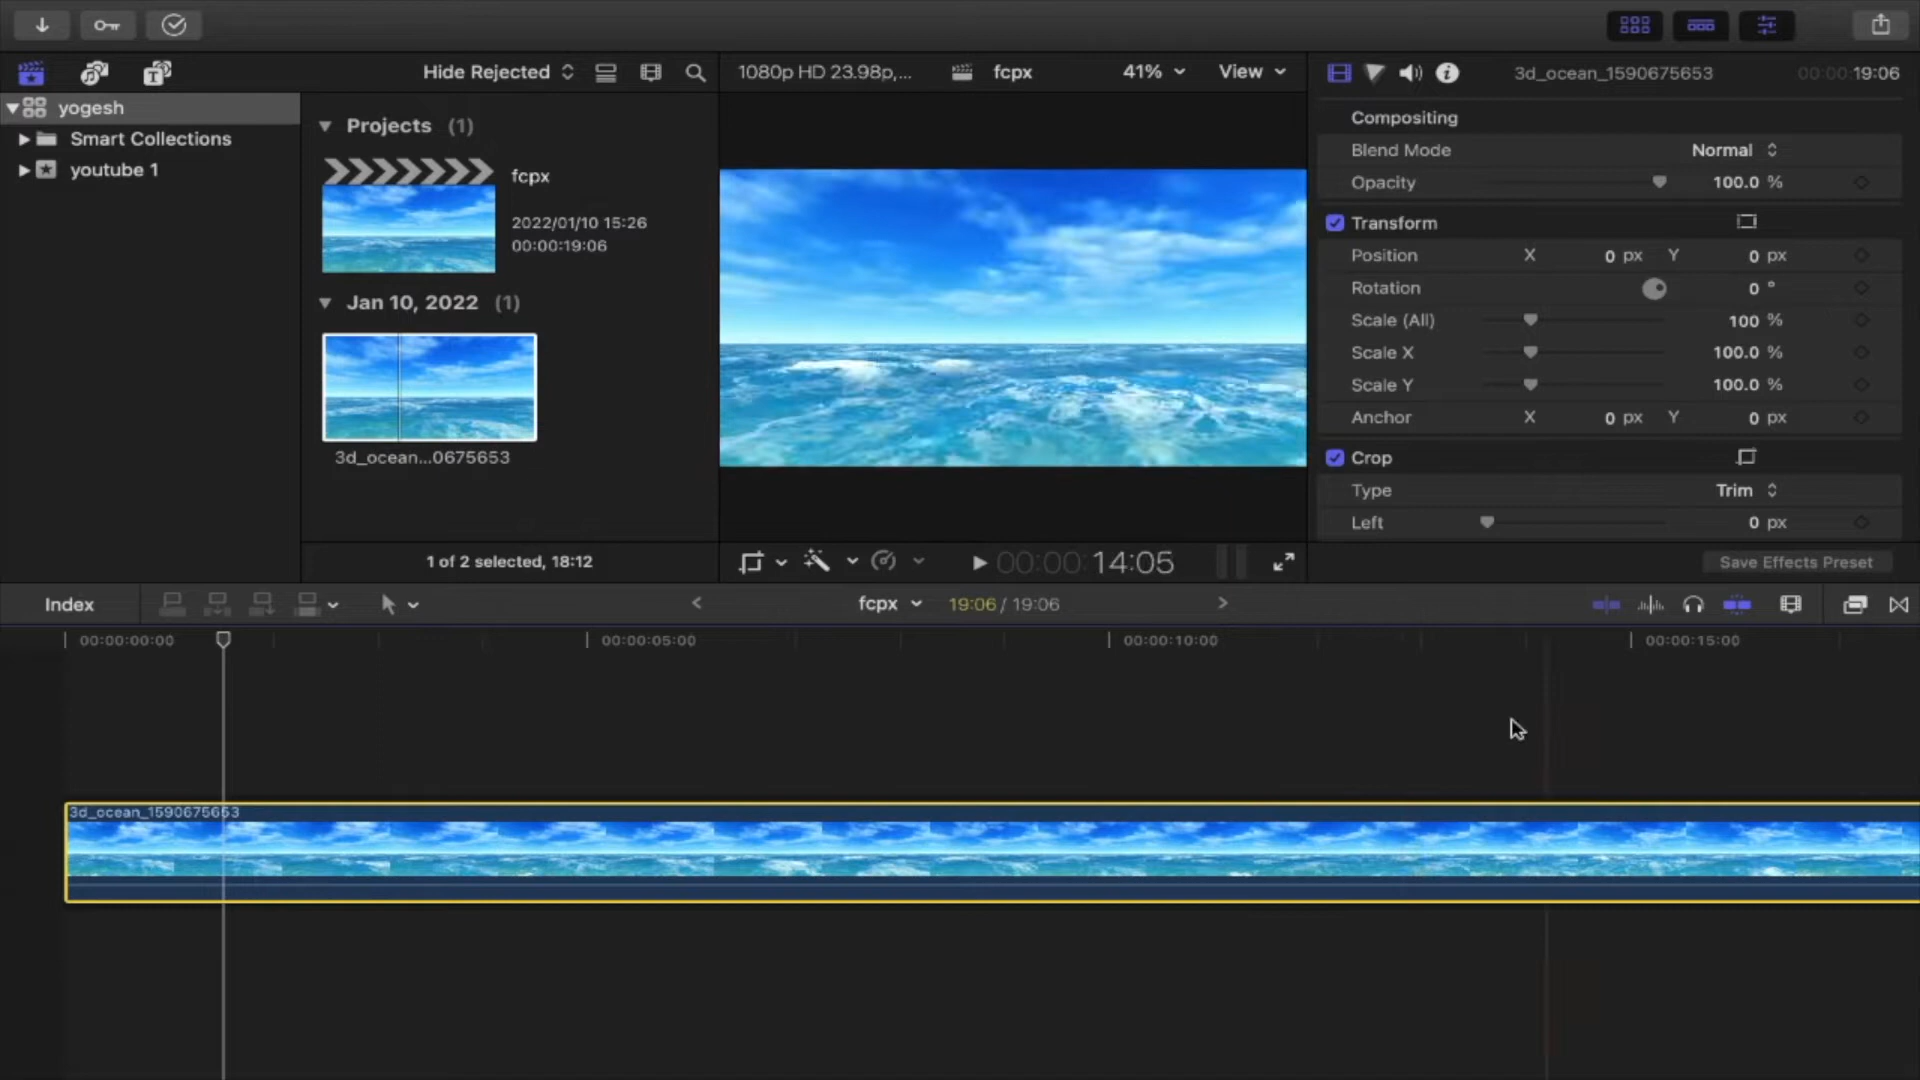 Hide Rejected
1080p HD 23.98p,...
fcpx
41%
View
3d_ocean_1590675653
00:00:19:06
yogesh
Smart Collections
youtube 1
Projects (1)
fcpx
2022/01/10 15:26
00:00:19:06
Jan 10, 2022 (1)
3d_ocean...0675653
1 of 2 selected, 18:12
Compositing
Blend Mode Normal
Opacity 100.0 %
Transform
Position X 0 px Y 0 px
Rotation 0 °
Scale (All) 100 %
Scale X 100.0 %
Scale Y 100.0 %
Anchor X 0 px Y 0 px
Crop
Type Trim
Left 0 px
00:00:14:05
Save Effects Preset
Index
fcpx
19:06 / 19:06
00:00:00:00
00:00:05:00
00:00:10:00
00:00:15:00
3d_ocean_1590675653